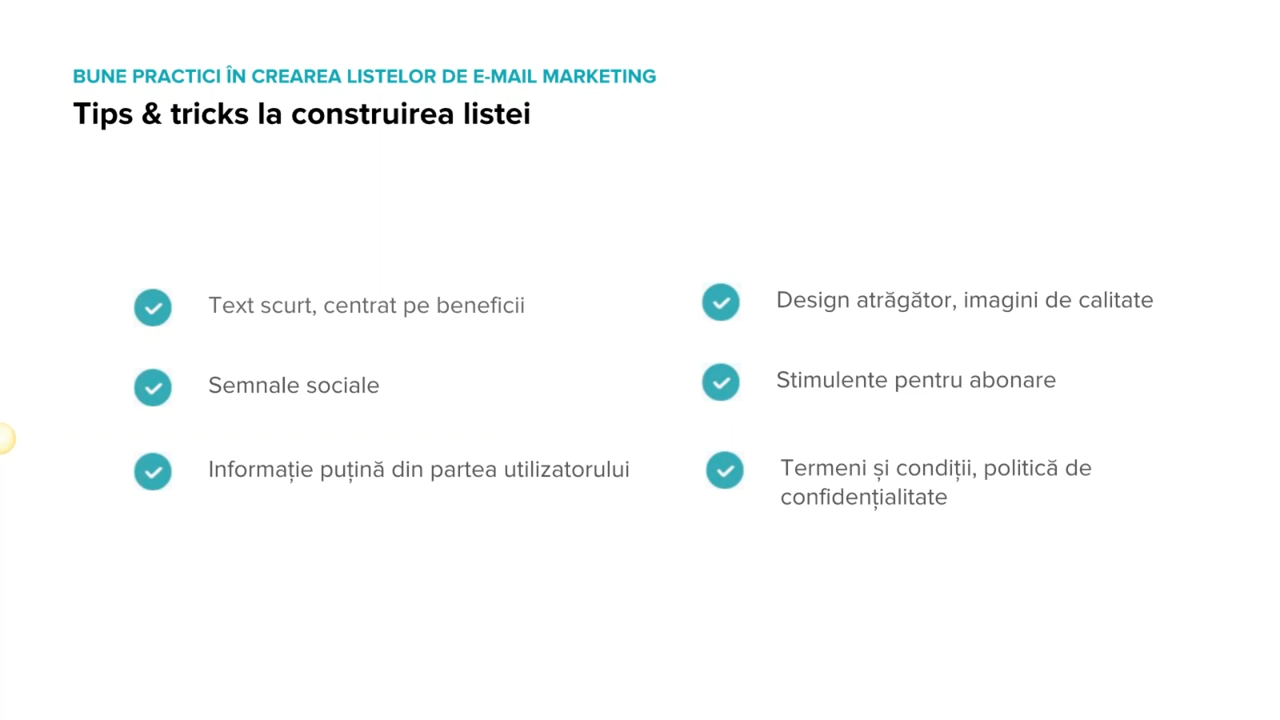 BUNE PRACTICI ÎN CREAREA LISTELOR DE E-MAIL MARKETING
Tips & tricks la construirea listei
Text scurt, centrat pe beneficii
Semnale sociale
Informație puțină din partea utilizatorului
Design atrăgător, imagini de calitate
Stimulente pentru abonare
Termeni și condiții, politică de
confidențialitate